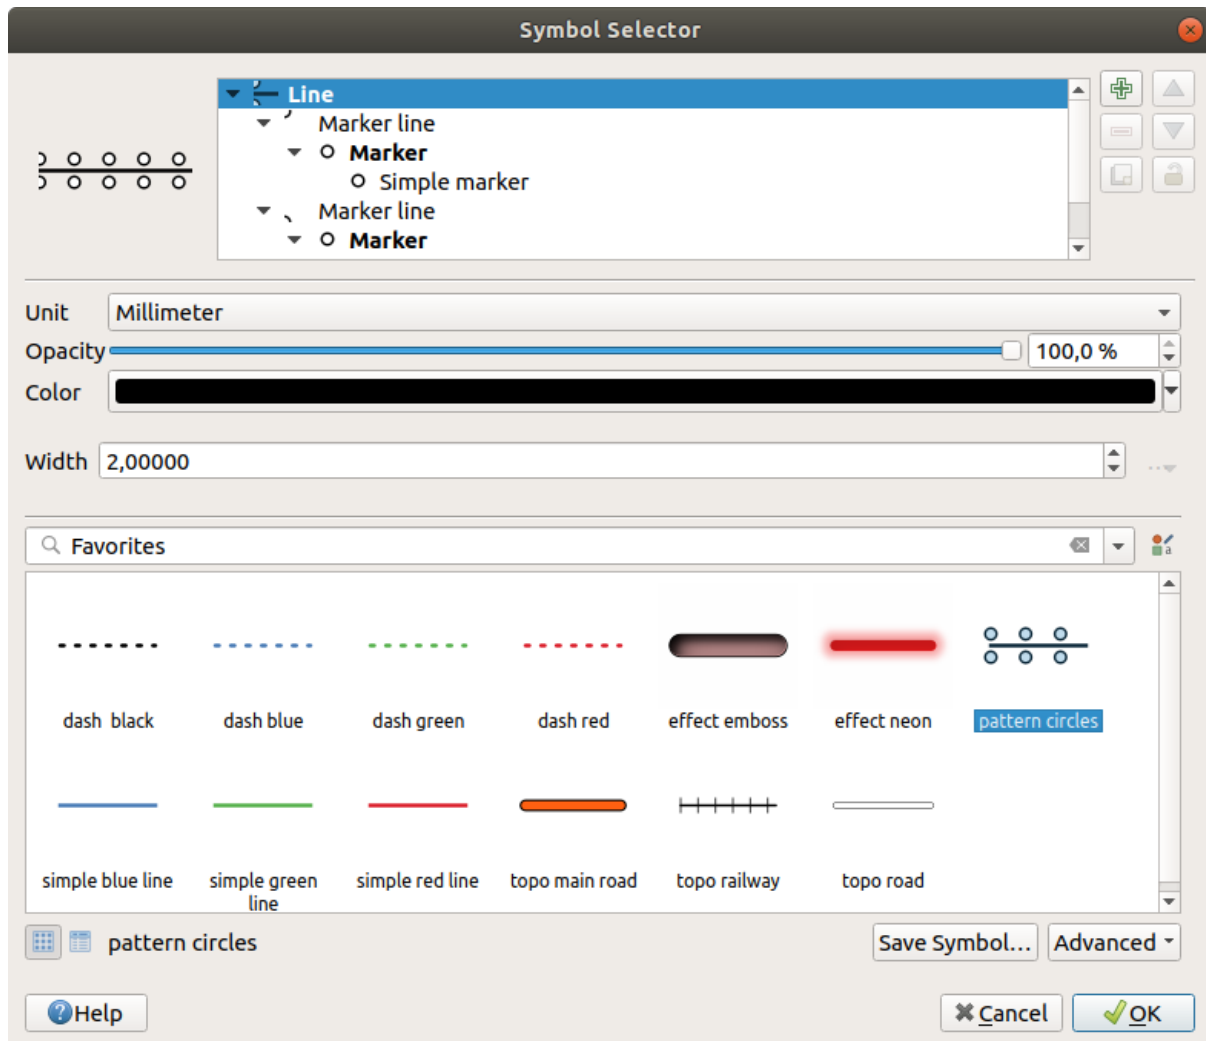 Symbol Selector
Line
Marker line
Marker
Simple marker
Marker line
Marker
Unit Millimeter
Opacity 100,0 %
Color
Width 2,00000
Favorites
dash  black dash blue dash green dash red effect emboss effect neon pattern circles
simple blue line simple green simple red line topo main road topo railway topo road
line
pattern circles Save Symbol... Advanced
Help Cancel OK